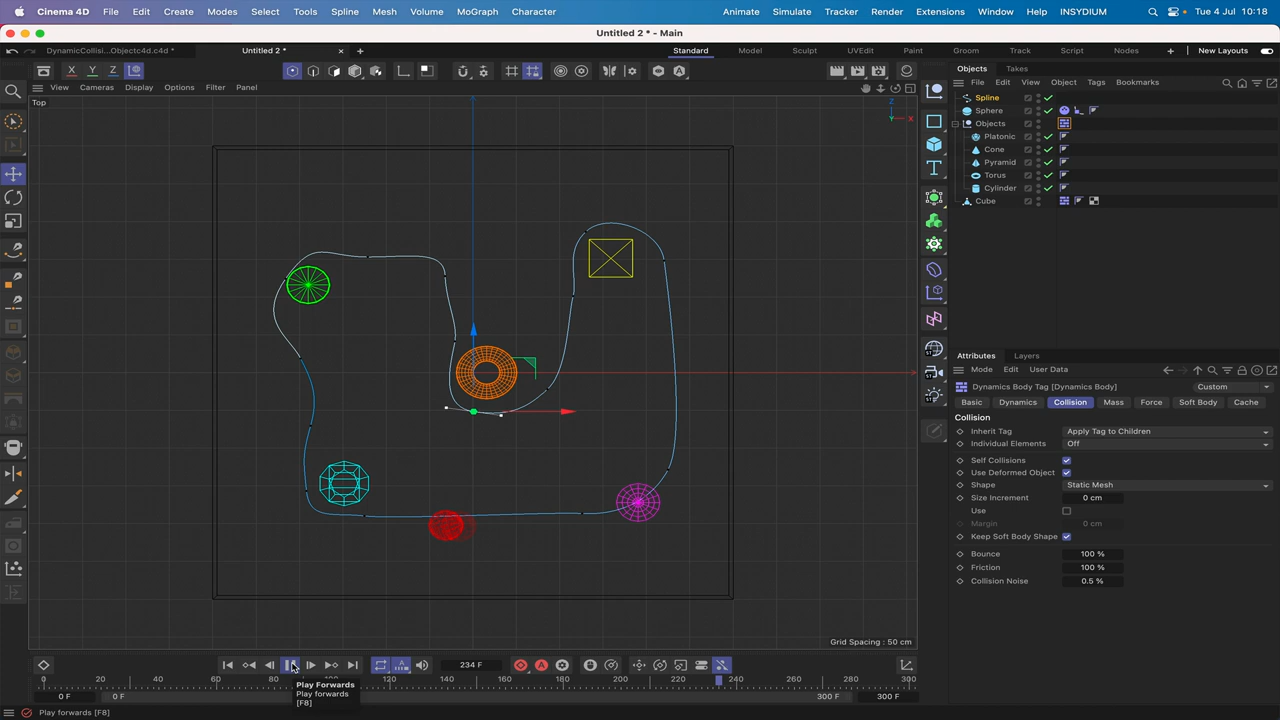 Cinema 4D File Edit Create Modes Select Tools Spline Mesh Volume MoGraph Character Animate Simulate Tracker Render Extensions Window Help INSYDIUM Tue 4 Jul 10:18
Untitled 2 * - Main
DynamicCollisi...Objectc4d.c4d * Untitled 2 * Standard Model Sculpt UVEdit Paint Groom Track Script Nodes New Layouts
X Y Z
Objects Takes
View Cameras Display Options Filter Panel
File Edit View Object Tags Bookmarks
Top
Z
Y X
Spline
Sphere
Objects
Platonic
Cone
Pyramid
Torus
Cylinder
Cube
Attributes Layers
Mode Edit User Data
Dynamics Body Tag [Dynamics Body] Custom
Basic Dynamics Collision Mass Force Soft Body Cache
Collision
Inherit Tag Apply Tag to Children
Individual Elements Off
Self Collisions
Use Deformed Object
Shape Static Mesh
Size Increment 0 cm
Use
Margin 0 cm
Keep Soft Body Shape
Bounce 100 %
Friction 100 %
Collision Noise 0.5 %
Grid Spacing : 50 cm
234 F
0 20 40 60 80 100 120 140 160 180 200 220 240 260 280 300
0 F 0 F 300 F 300 F
Play Forwards
Play forwards
[F8]
Play forwards [F8]